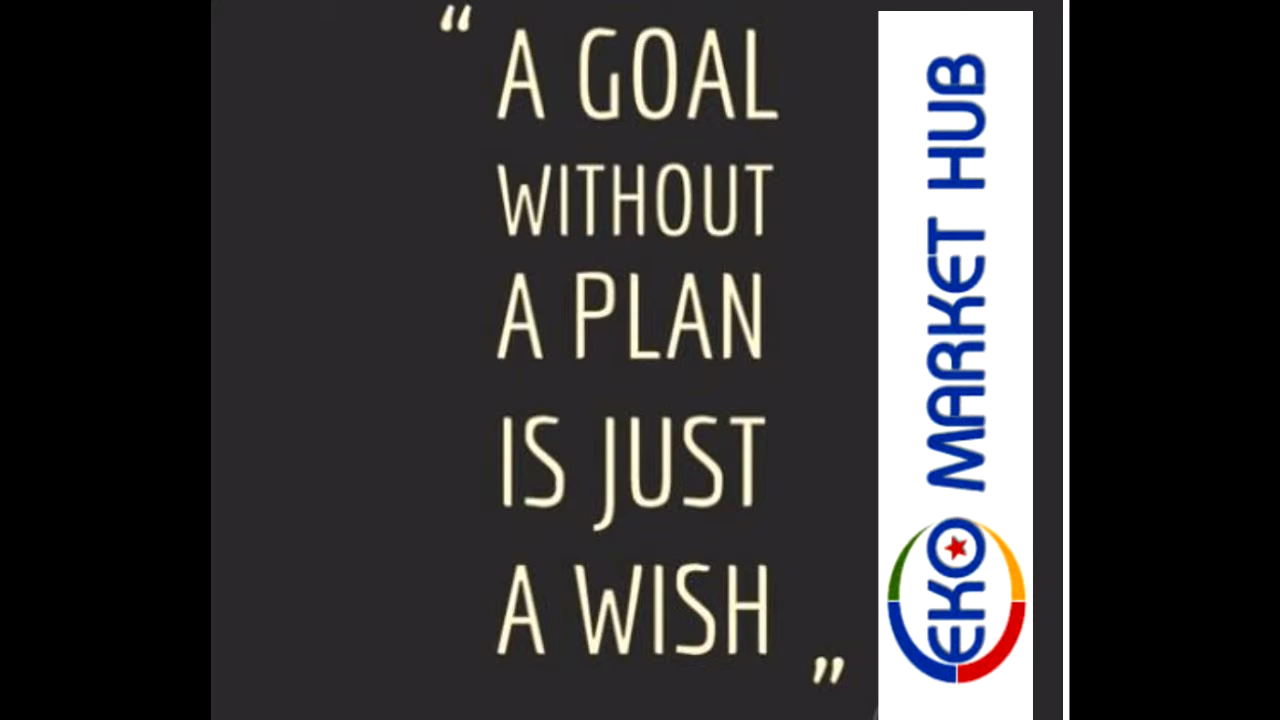 “ A GOAL
WITHOUT
A PLAN
IS JUST
A WISH ”
EKO MARKET HUB